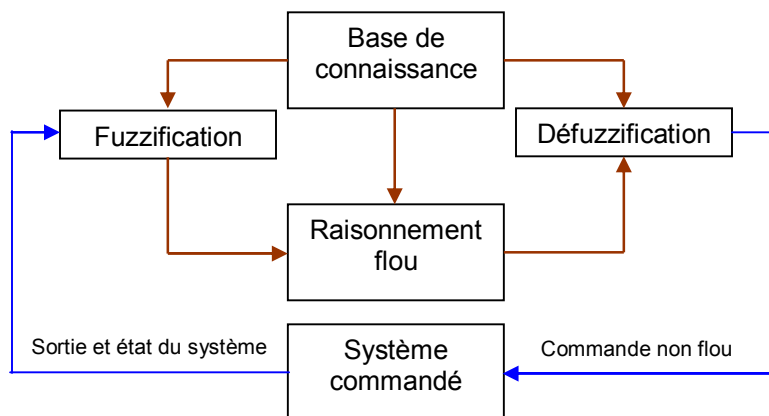 Base de
connaissance
Fuzzification
Défuzzification
Raisonnement
flou
Sortie et état du système
Système
commandé
Commande non flou